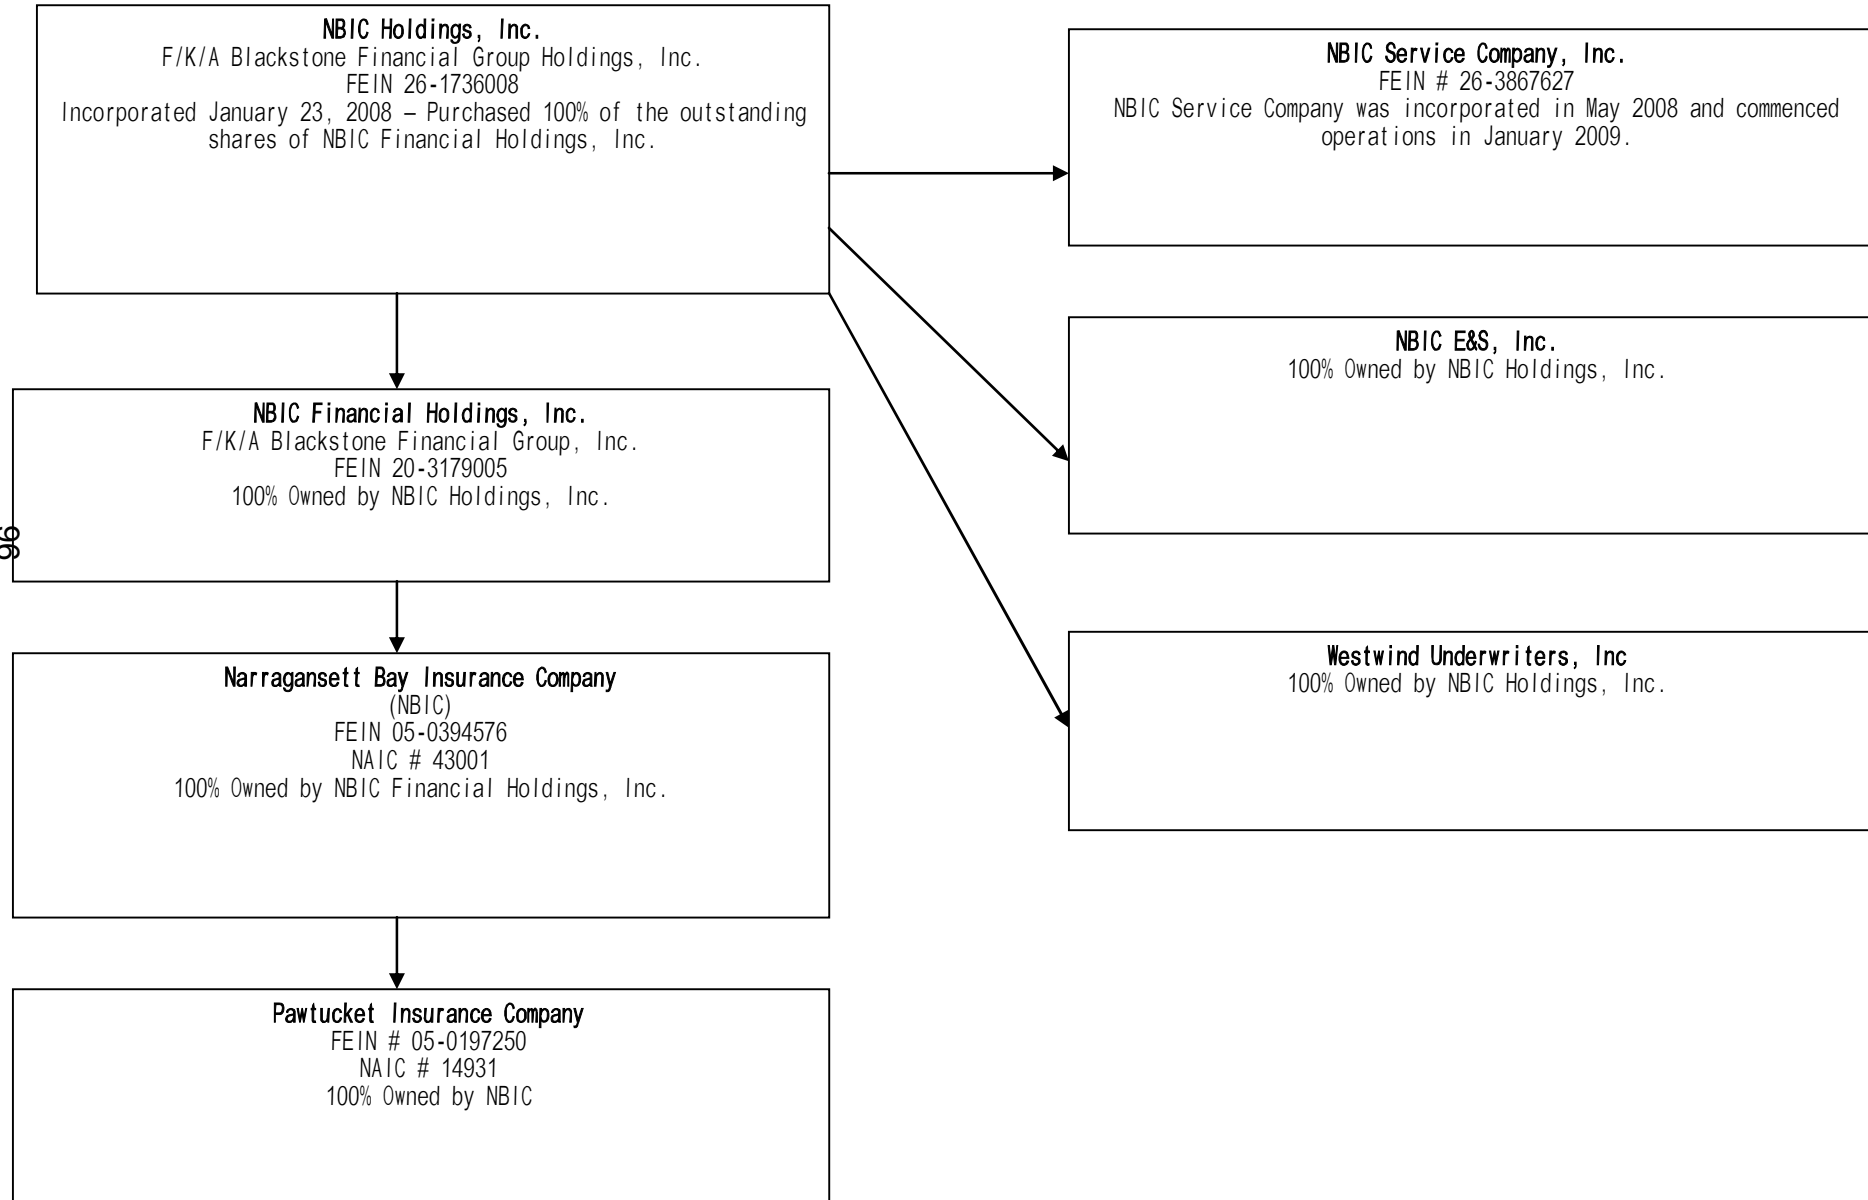 NBIC Holdings, Inc.
F/K/A Blackstone Financial Group Holdings, Inc.
FEIN 26-1736008
Incorporated January 23, 2008 – Purchased 100% of the outstanding
shares of NBIC Financial Holdings, Inc.
NBIC Service Company, Inc.
FEIN # 26-3867627
NBIC Service Company was incorporated in May 2008 and commenced
operations in January 2009.
NBIC E&S, Inc.
100% Owned by NBIC Holdings, Inc.
NBIC Financial Holdings, Inc.
F/K/A Blackstone Financial Group, Inc.
FEIN 20-3179005
100% Owned by NBIC Holdings, Inc.
96
Westwind Underwriters, Inc
100% Owned by NBIC Holdings, Inc.
Narragansett Bay Insurance Company
(NBIC)
FEIN 05-0394576
NAIC # 43001
100% Owned by NBIC Financial Holdings, Inc.
Pawtucket Insurance Company
FEIN # 05-0197250
NAIC # 14931
100% Owned by NBIC